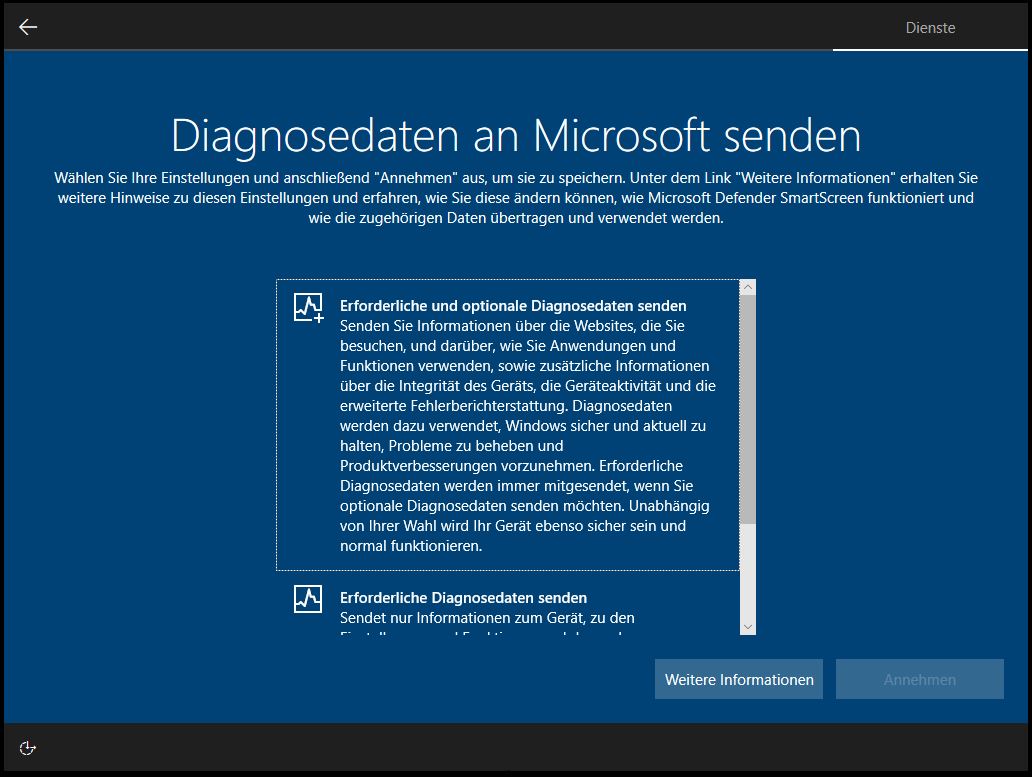 Dienste
Diagnosedaten an Microsoft senden
Wählen Sie Ihre Einstellungen und anschließend "Annehmen" aus, um sie zu speichern. Unter dem Link "Weitere Informationen" erhalten Sie
weitere Hinweise zu diesen Einstellungen und erfahren, wie Sie diese ändern können, wie Microsoft Defender SmartScreen funktioniert und
wie die zugehörigen Daten übertragen und verwendet werden.
Erforderliche und optionale Diagnosedaten senden
Senden Sie Informationen über die Websites, die Sie
besuchen, und darüber, wie Sie Anwendungen und
Funktionen verwenden, sowie zusätzliche Informationen
über die Integrität des Geräts, die Geräteaktivität und die
erweiterte Fehlerberichterstattung. Diagnosedaten
werden dazu verwendet, Windows sicher und aktuell zu
halten, Probleme zu beheben und
Produktverbesserungen vorzunehmen. Erforderliche
Diagnosedaten werden immer mitgesendet, wenn Sie
optionale Diagnosedaten senden möchten. Unabhängig
von Ihrer Wahl wird Ihr Gerät ebenso sicher sein und
normal funktionieren.
Erforderliche Diagnosedaten senden
Sendet nur Informationen zum Gerät, zu den
Weitere Informationen
Annehmen